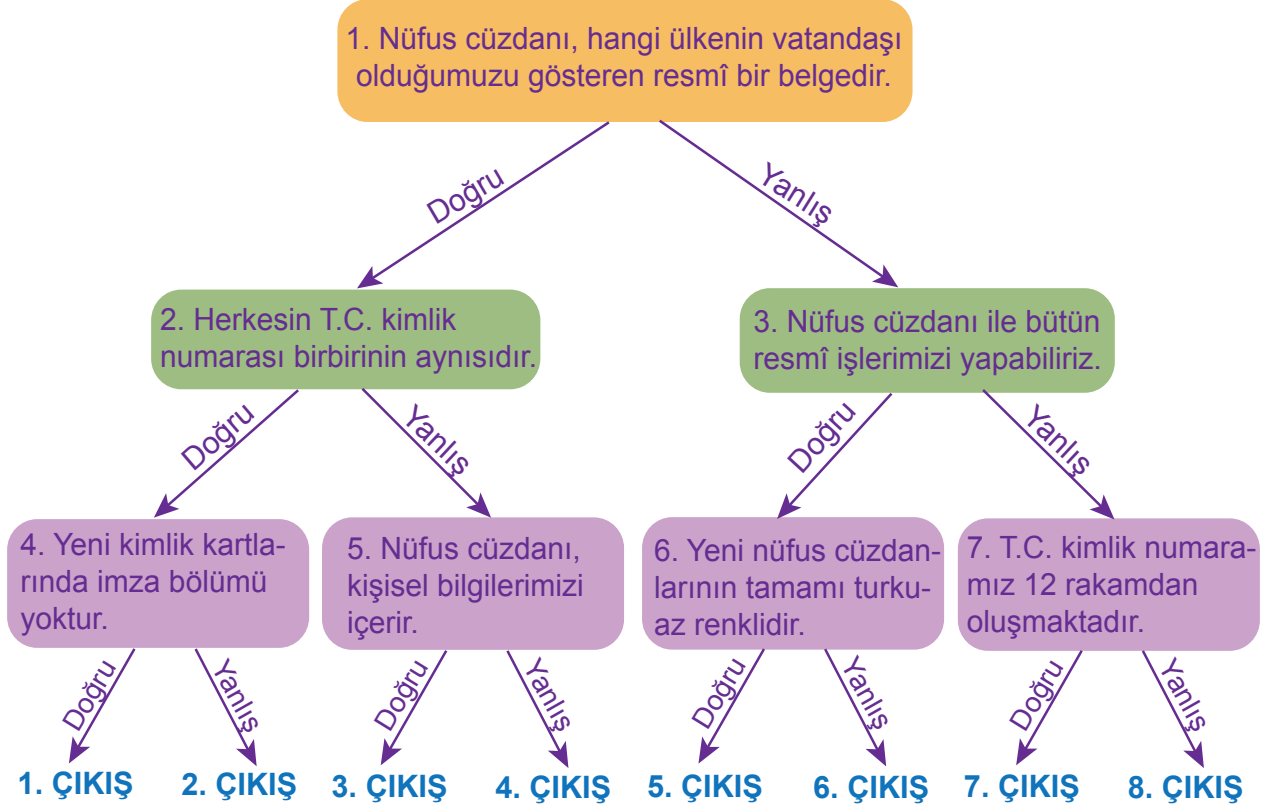 1. Nüfus cüzdanı, hangi ülkenin vatandaşı
olduğumuzu gösteren resmî bir belgedir.
Doğru
Yanlış
2. Herkesin T.C. kimlik
numarası birbirinin aynısıdır.
3. Nüfus cüzdanı ile bütün
resmî işlerimizi yapabiliriz.
Doğru
Yanlış
Doğru
Yanlış
4. Yeni kimlik kartla-
rında imza bölümü
yoktur.
5. Nüfus cüzdanı,
kişisel bilgilerimizi
içerir.
6. Yeni nüfus cüzdan-
larının tamamı turku-
az renklidir.
7. T.C. kimlik numara-
mız 12 rakamdan
oluşmaktadır.
Doğru
Yanlış
Doğru
Yanlış
Doğru
Yanlış
Doğru
Yanlış
1. ÇIKIŞ
2. ÇIKIŞ
3. ÇIKIŞ
4. ÇIKIŞ
5. ÇIKIŞ
6. ÇIKIŞ
7. ÇIKIŞ
8. ÇIKIŞ